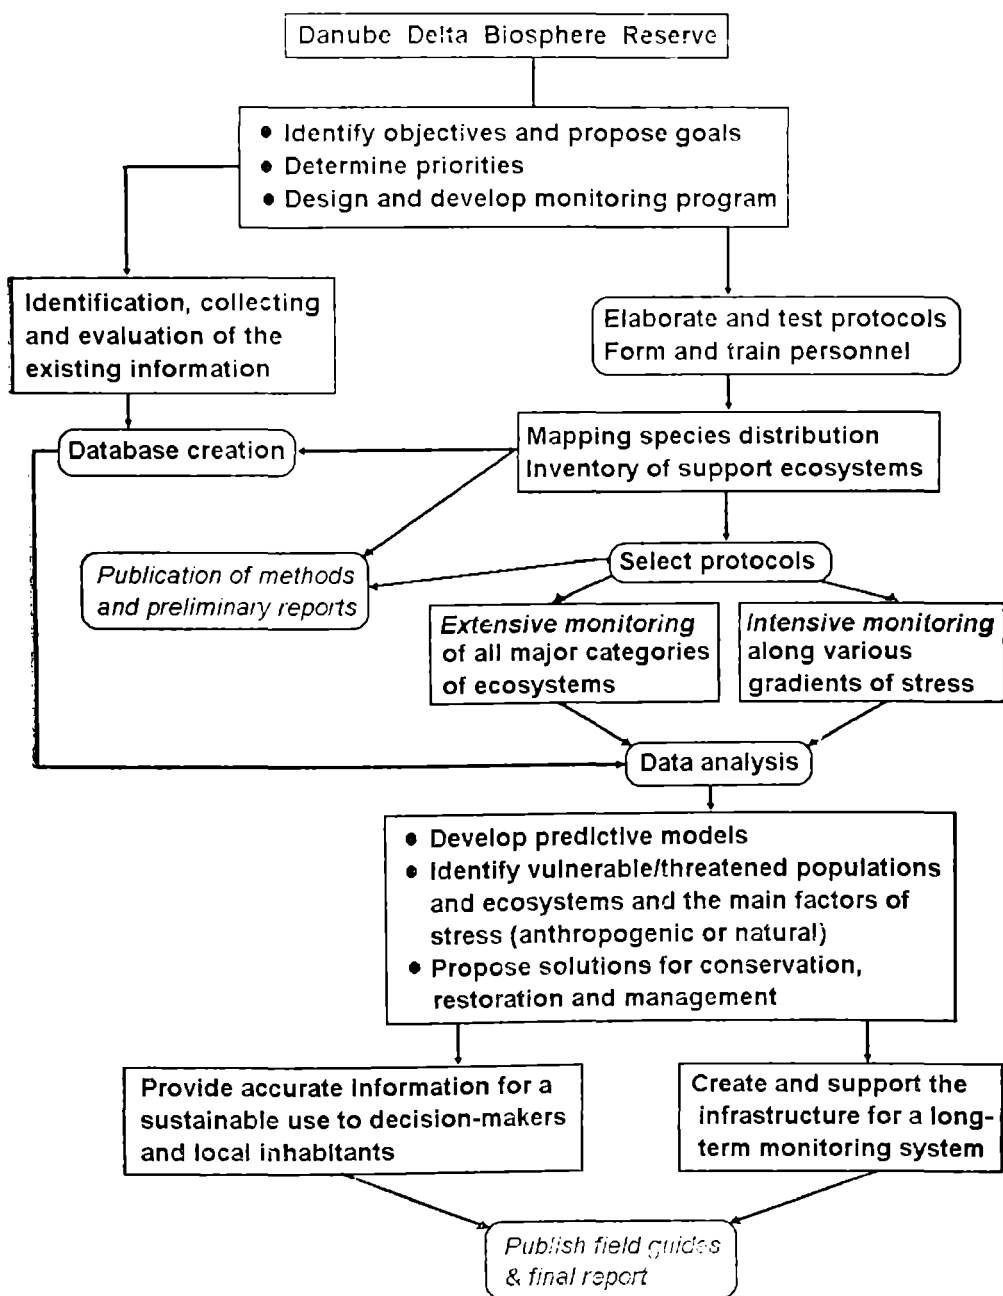 Danube Delta Biosphere Reserve
● Identify objectives and propose goals
● Determine priorities
● Design and develop monitoring program
Identification, collecting
and evaluation of the
existing information
Elaborate and test protocols
Form and train personnel
Database creation
Mapping species distribution
Inventory of support ecosystems
Publication of methods
and preliminary reports
Select protocols
Extensive monitoring
of all major categories
of ecosystems
Intensive monitoring
along various
gradients of stress
Data analysis
● Develop predictive models
● Identify vulnerable/threatened populations
and ecosystems and the main factors of
stress (anthropogenic or natural)
● Propose solutions for conservation,
restoration and management
Provide accurate information for a
sustainable use to decision-makers
and local inhabitants
Create and support the
infrastructure for a long-
term monitoring system
Publish field guides
& final report